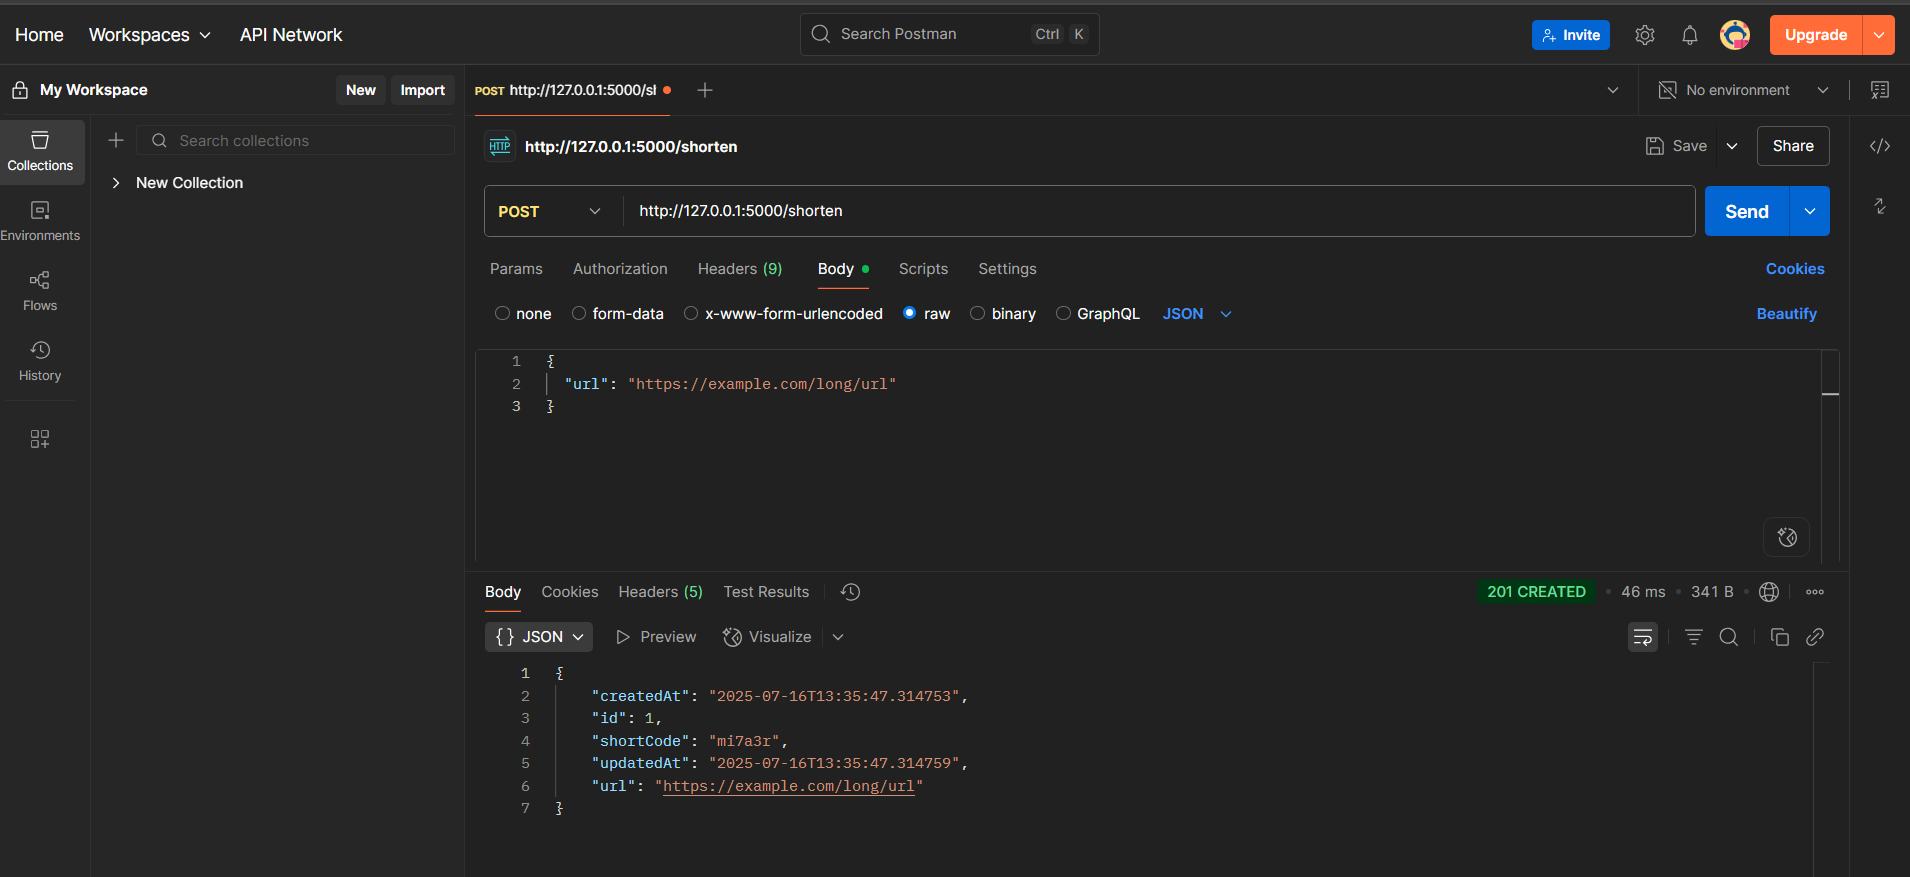 Home Workspaces API Network Search Postman Ctrl K Invite Upgrade
My Workspace New Import POST http://127.0.0.1:5000/sl No environment
Collections Search collections
New Collection
Environments
Flows
History
HTTP http://127.0.0.1:5000/shorten Save Share
POST http://127.0.0.1:5000/shorten Send
Params Authorization Headers (9) Body Scripts Settings Cookies
none form-data x-www-form-urlencoded raw binary GraphQL JSON Beautify
1 {
2 "url": "https://example.com/long/url"
3 }
Body Cookies Headers (5) Test Results 201 CREATED 46 ms 341 B
{} JSON Preview Visualize
1 {
2 "createdAt": "2025-07-16T13:35:47.314753",
3 "id": 1,
4 "shortCode": "mi7a3r",
5 "updatedAt": "2025-07-16T13:35:47.314759",
6 "url": "https://example.com/long/url"
7 }